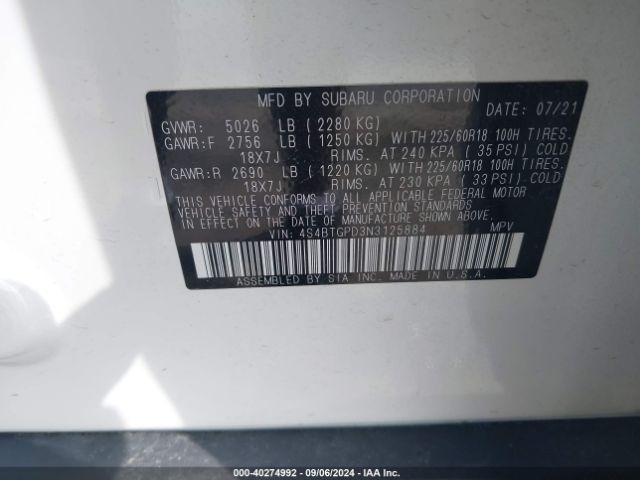 MFD BY SUBARU CORPORATION
DATE: 07/21
GVWR: 5026 LB ( 2280 KG)
GAWR:F 2756 LB ( 1250 KG) WITH 225/60R18 100H TIRES.
18X7J RIMS. AT 240 KPA ( 35 PSI) COLD
GAWR:R 2690 LB ( 1220 KG) WITH 225/60R18 100H TIRES.
18X7J RIMS. AT 230 KPA ( 33 PSI) COLD
THIS VEHICLE CONFORMS TO ALL APPLICABLE FEDERAL MOTOR
VEHICLE SAFETY AND THEFT PREVENTION STANDARDS
IN EFFECT ON THE DATE OF MANUFACTURE SHOWN ABOVE.
VIN: 4S4BTGPD3N3125884 MPV
ASSEMBLED BY SIA INC. MADE IN U.S.A.
000-40274992 - 09/06/2024 - IAA Inc.